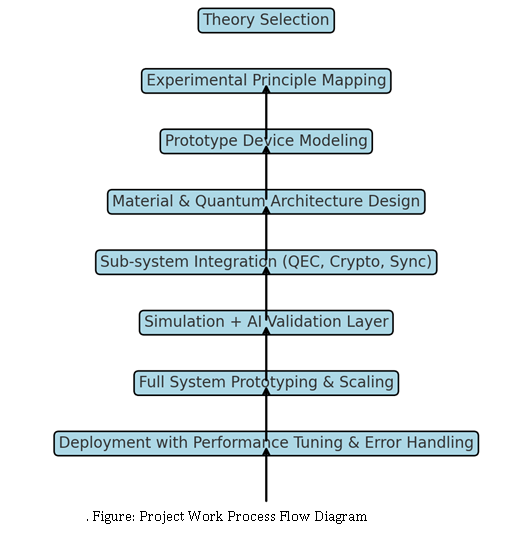 Theory Selection
Experimental Principle Mapping
Prototype Device Modeling
Material & Quantum Architecture Design
Sub-system Integration (QEC, Crypto, Sync)
Simulation + AI Validation Layer
Full System Prototyping & Scaling
Deployment with Performance Tuning & Error Handling
. Figure: Project Work Process Flow Diagram